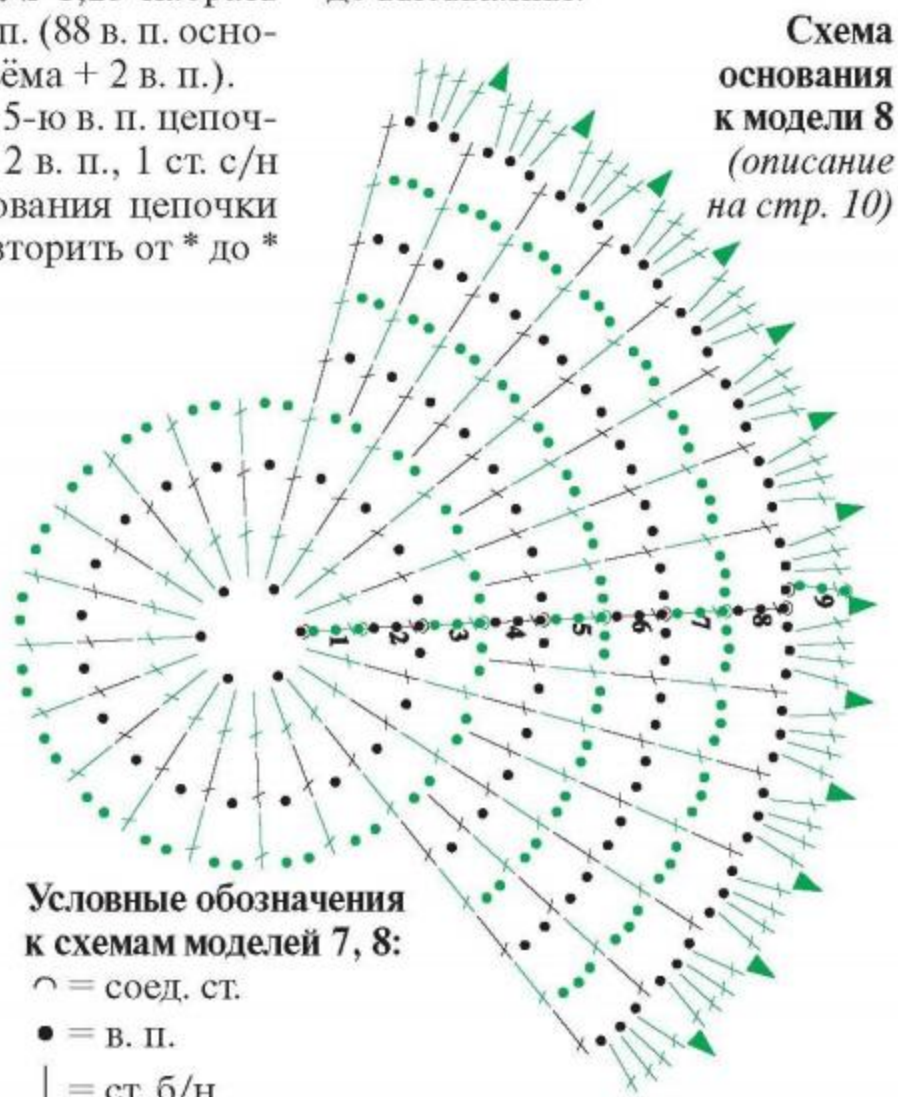 п. (88 в. п. осно-
ёма + 2 в. п.).
5-ю в. п. цепоч-
2 в. п., 1 ст. с/н
ования цепочки
вторить от * до *
Схема
основания
к модели 8
(описание
на стр. 10)
1 2 3 4 5 6 7 8 9
Условные обозначения
к схемам моделей 7, 8:
= соед. ст.
● = в. п.
| = ст. б/н